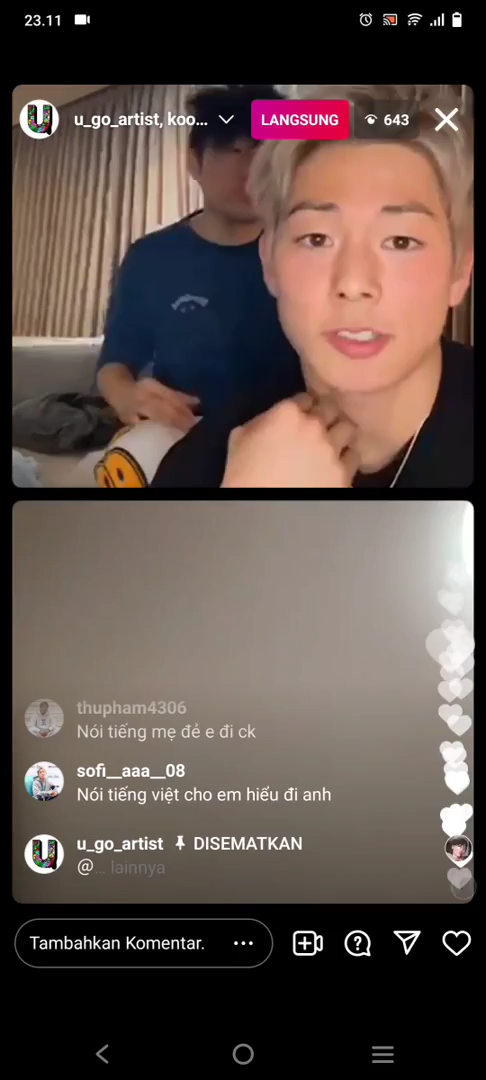 23.11
u_go_artist, koo...
LANGSUNG
643
thupham4306
Nói tiếng mẹ đẻ e đi ck
sofi__aaa__08
Nói tiếng việt cho em hiểu đi anh
u_go_artist DISEMATKAN
@... lainnya
Tambahkan Komentar.